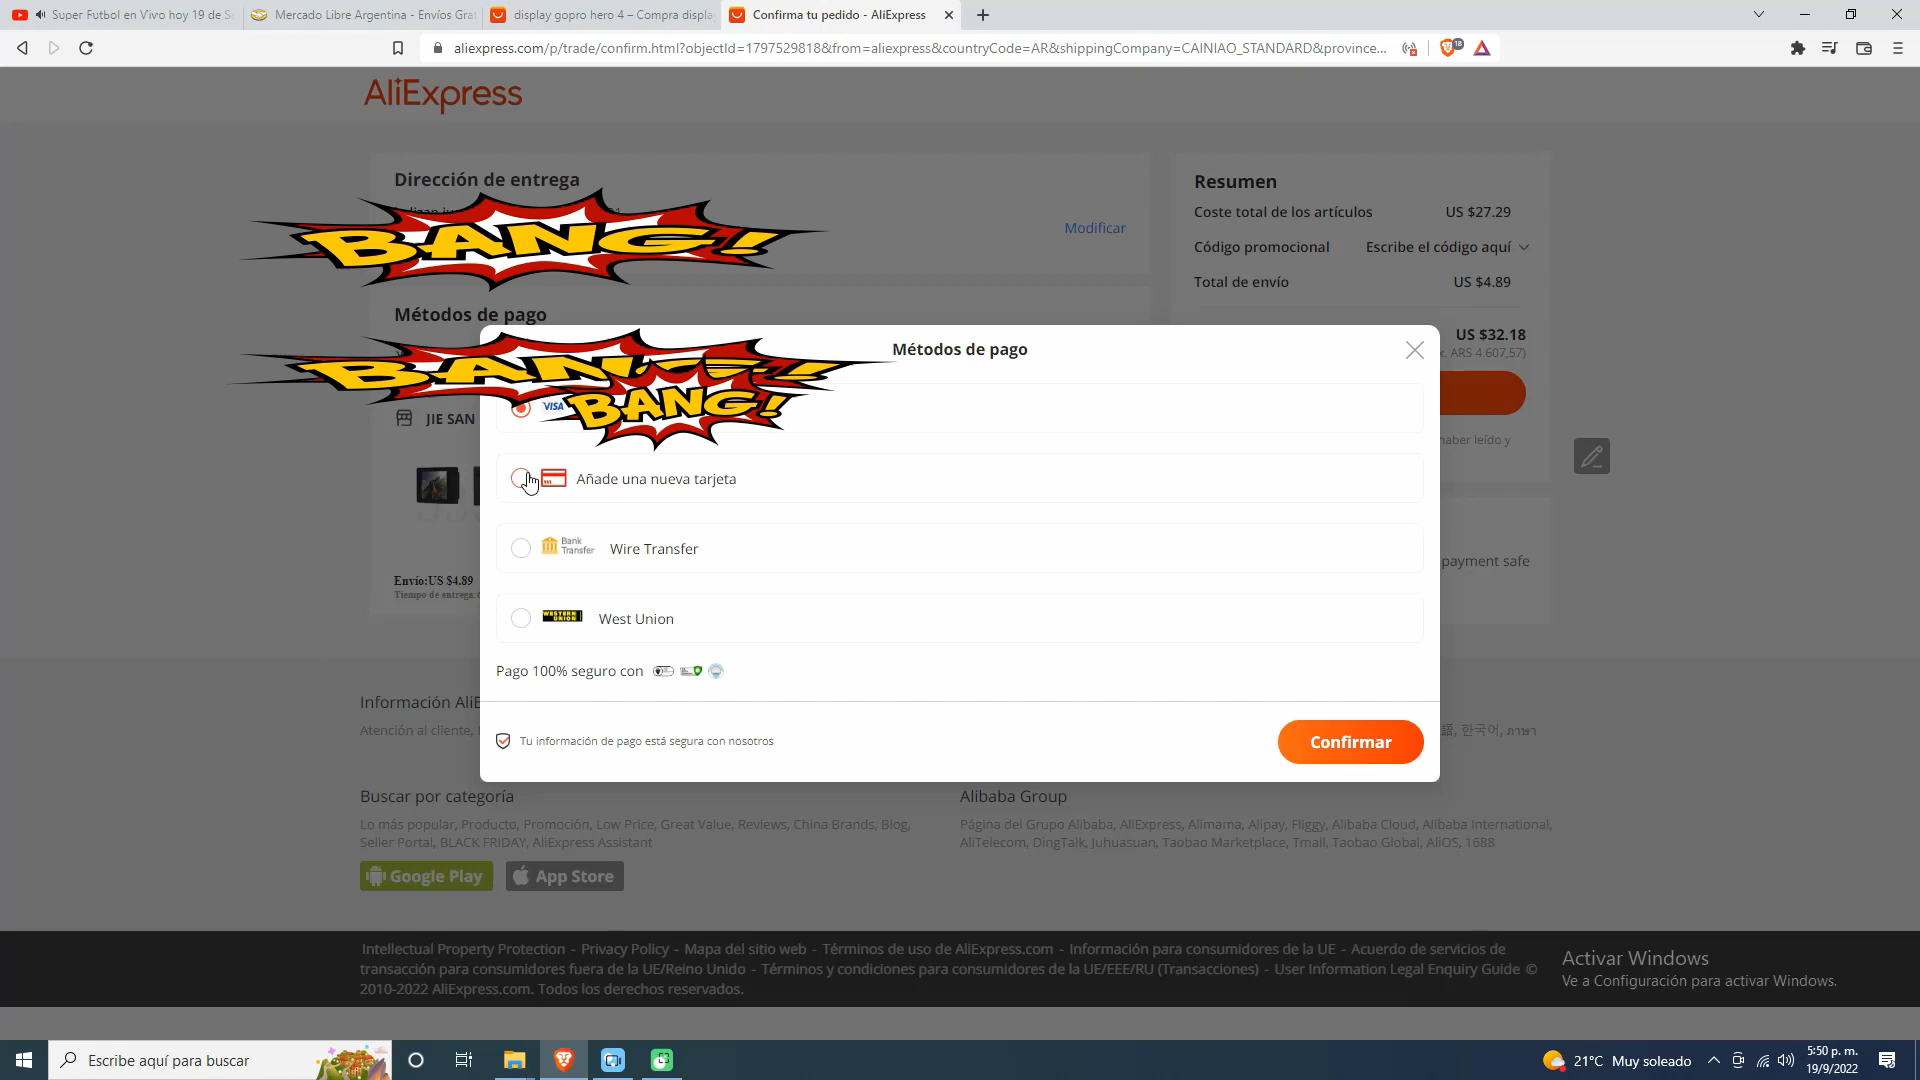 Super Futbol en Vivo hoy 19 de S
Mercado Libre Argentina - Envíos Gra
display gopro hero 4 – Compra displa
Confirma tu pedido - AliExpress
aliexpress.com/p/trade/confirm.html?objectId=1797529818&from=aliexpress&countryCode=AR&shippingCompany=CAINIAO_STANDARD&province...
18
AliExpress
Dirección de entrega
BANG!
Modificar
Métodos de pago
Resumen
Coste total de los artículos US $27.29
Código promocional Escribe el código aquí
Total de envío US $4.89
US $32.18
ARS 4.607,57)
Métodos de pago
VISA
BANG!
JIE SAN
haber leído y
Añade una nueva tarjeta
Bank Transfer Wire Transfer
payment safe
Envío:US $4.89
Tiempo de entrega:
WESTERN UNION West Union
Pago 100% seguro con
Tu información de pago está segura con nosotros
Confirmar
Información AliE
Atención al cliente,
語, 한국어, ภาษา
Buscar por categoría
Lo más popular, Producto, Promoción, Low Price, Great Value, Reviews, China Brands, Blog,
Seller Portal, BLACK FRIDAY, AliExpress Assistant
Alibaba Group
Página del Grupo Alibaba, AliExpress, Alimama, Alipay, Fliggy, Alibaba Cloud, Alibaba International,
AliTelecom, DingTalk, Juhuasuan, Taobao Marketplace, Tmall, Taobao Global, AliOS, 1688
Google Play
App Store
Intellectual Property Protection - Privacy Policy - Mapa del sitio web - Términos de uso de AliExpress.com - Información para consumidores de la UE - Acuerdo de servicios de
transacción para consumidores fuera de la UE/Reino Unido - Términos y condiciones para consumidores de la UE/EEE/RU (Transacciones) - User Information Legal Enquiry Guide ©
2010-2022 AliExpress.com. Todos los derechos reservados.
Activar Windows
Ve a Configuración para activar Windows.
Escribe aquí para buscar
21°C Muy soleado
5:50 p. m.
19/9/2022